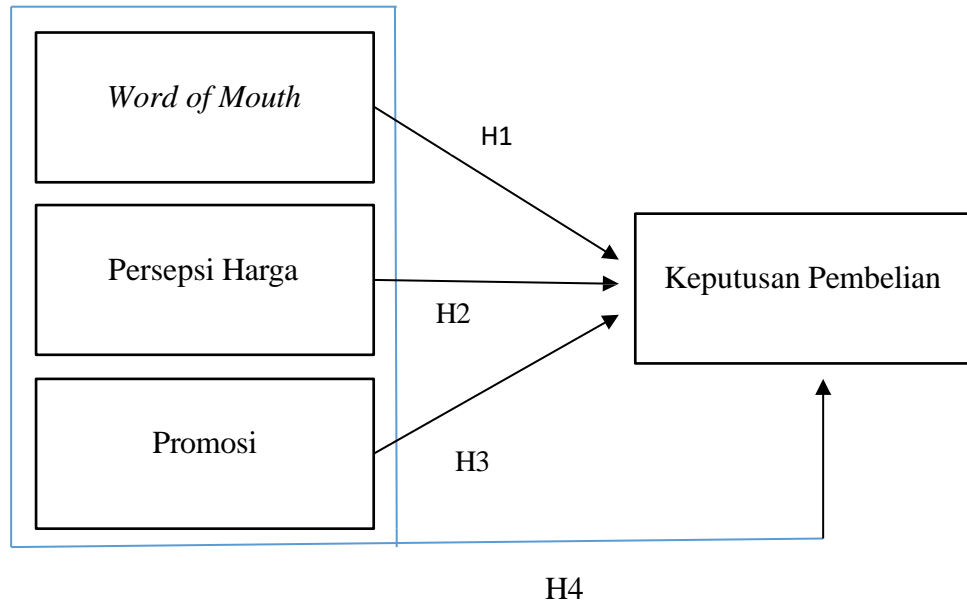 Word of Mouth
H1
Persepsi Harga
Keputusan Pembelian
H2
Promosi
H3
H4